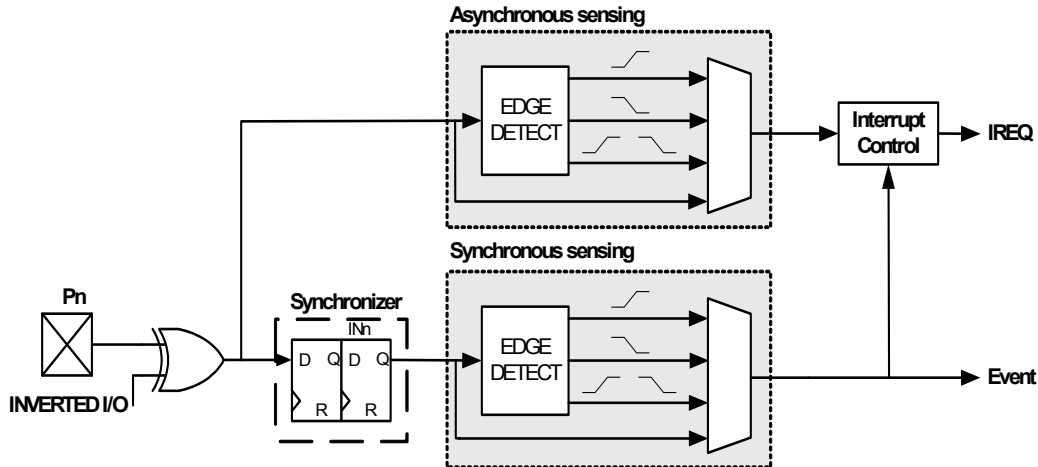 Asynchronous sensing
EDGE
DETECT
Interrupt
Control
IREQ
Synchronous sensing
Pn
Synchronizer
INn
D Q D Q
R R
EDGE
DETECT
INVERTED I/O
Event